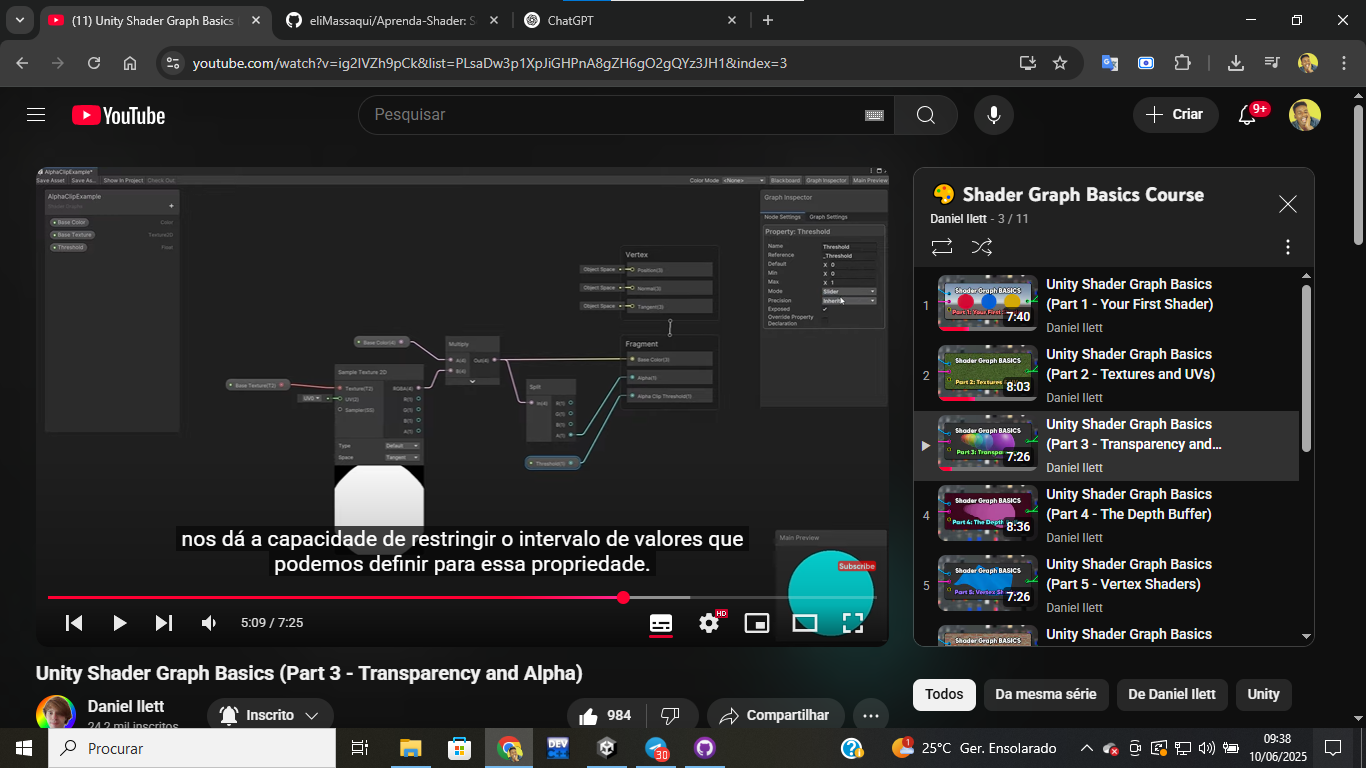 (11) Unity Shader Graph Basics
eliMassaqui/Aprenda-Shader: S
ChatGPT
youtube.com/watch?v=ig2IVZh9pCk&list=PLsaDw3p1XpJiGHPnA8gZH6gO2gQYz3JH1&index=3
YouTube
Pesquisar
Criar
9+
AlphaClipExample*
Save Asset Save As... Show In Project Check Out
Color Mode <None> Blackboard Graph Inspector Main Preview
AlphaClipExample
Base Color Color
Base Texture Texture2D
Threshold Float
Graph Inspector
Node Settings Graph Settings
Property: Threshold
Name Threshold
Reference _Threshold
Default X 0
Min X 0
Max X 1
Mode Slider
Precision Inherit
Exposed
Override Property
Declaration
Vertex
Object Space Position(3)
Object Space Normal(3)
Object Space Tangent(3)
Fragment
Base Color(3)
Alpha(1)
Alpha Clip Threshold(1)
Base Color(4)
Multiply
A(4) Out(4)
B(4)
Sample Texture 2D
Base Texture(T2)
Texture(T2) RGBA(4)
UV0 UV(2) R(1)
Sampler(SS) G(1)
B(1)
A(1)
Type Default
Space Tangent
Split
In(4) R(1)
G(1)
B(1)
A(1)
Threshold(1)
Main Preview
Subscribe
nos dá a capacidade de restringir o intervalo de valores que
podemos definir para essa propriedade.
5:09 / 7:25
HD
Unity Shader Graph Basics (Part 3 - Transparency and Alpha)
Daniel Ilett
24,2 mil inscritos
Inscrito
984
Compartilhar
Shader Graph Basics Course
Daniel Ilett - 3 / 11
1
Shader Graph BASICS
Part 1: Your First
7:40
Unity Shader Graph Basics
(Part 1 - Your First Shader)
Daniel Ilett
2
Shader Graph BASICS
Part 2: Textures
8:03
Unity Shader Graph Basics
(Part 2 - Textures and UVs)
Daniel Ilett
Shader Graph BASICS
Part 3: Transpa
7:26
Unity Shader Graph Basics
(Part 3 - Transparency and...
Daniel Ilett
4
Shader Graph BASICS
Part 4: The Depth
8:36
Unity Shader Graph Basics
(Part 4 - The Depth Buffer)
Daniel Ilett
5
Shader Graph BASICS
Part 5: Vertex
7:26
Unity Shader Graph Basics
(Part 5 - Vertex Shaders)
Daniel Ilett
Shader Graph BASICS
Unity Shader Graph Basics
Todos
Da mesma série
De Daniel Ilett
Unity
Procurar
DEV
30
1
25°C Ger. Ensolarado
09:38
10/06/2025